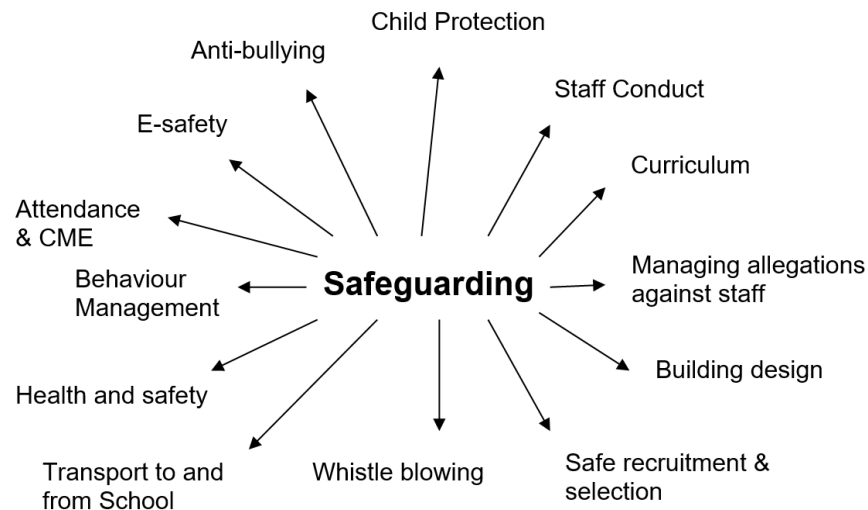 Child Protection
Anti-bullying
Staff Conduct
E-safety
Curriculum
Attendance
& CME
Safeguarding
Managing allegations
against staff
Behaviour
Management
Building design
Health and safety
Transport to and
from School
Whistle blowing
Safe recruitment &
selection